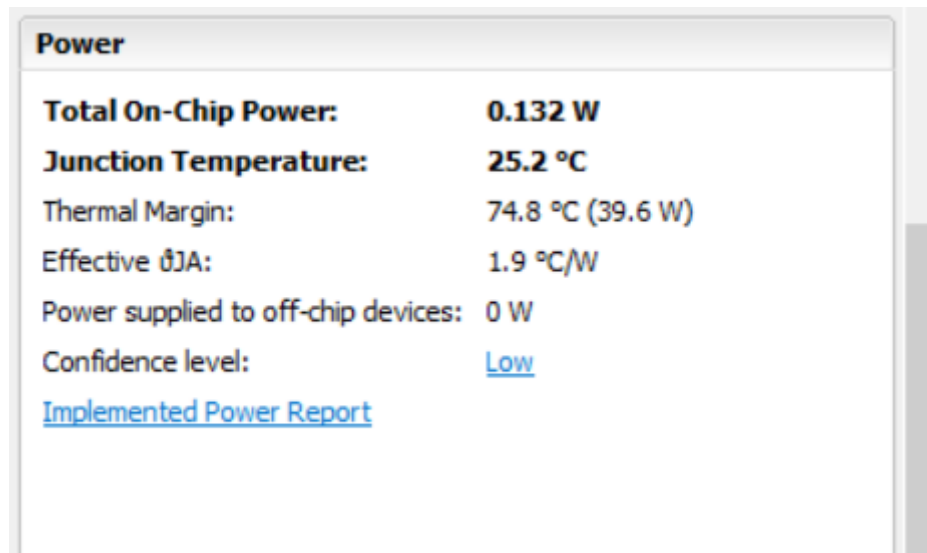 Power
Total On-Chip Power: 0.132 W
Junction Temperature: 25.2 °C
Thermal Margin: 74.8 °C (39.6 W)
Effective ϑJA: 1.9 °C/W
Power supplied to off-chip devices: 0 W
Confidence level: Low
Implemented Power Report